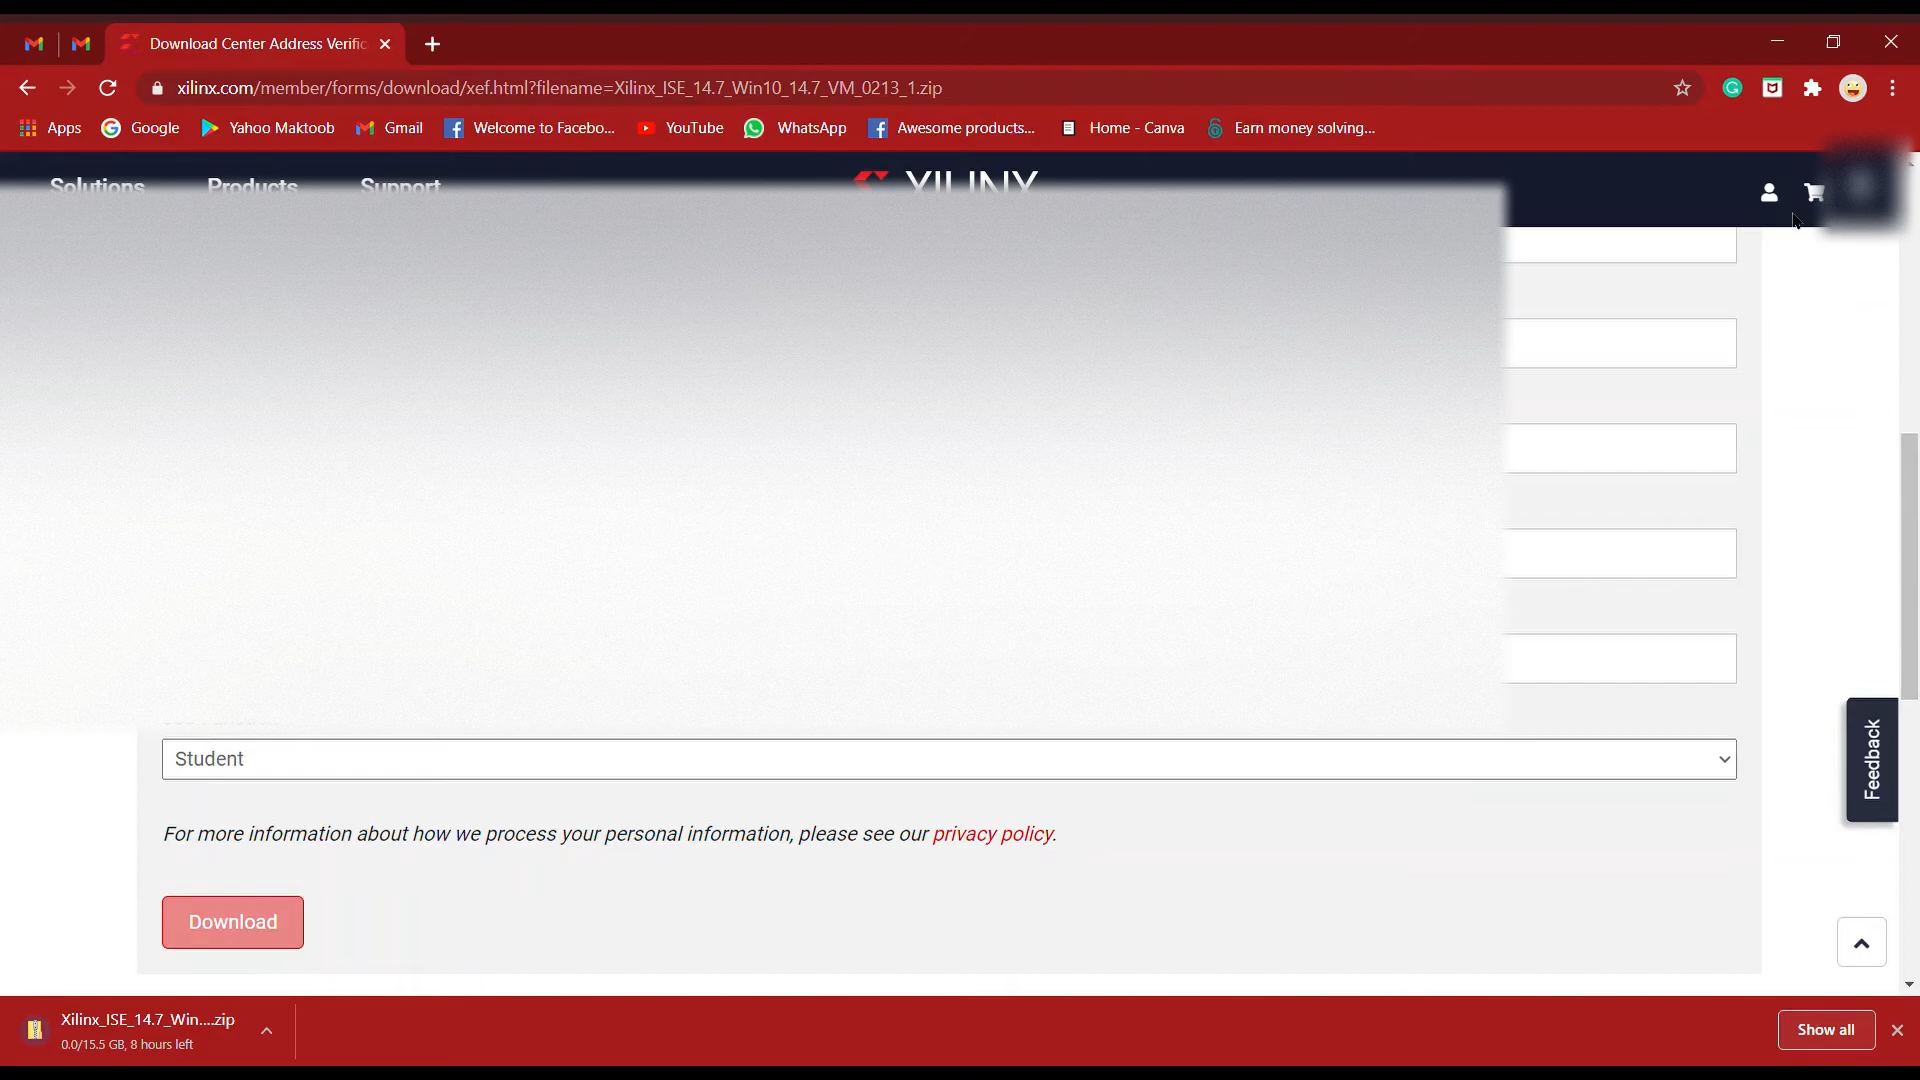 Download Center Address Verific
xilinx.com/member/forms/download/xef.html?filename=Xilinx_ISE_14.7_Win10_14.7_VM_0213_1.zip
Apps Google Yahoo Maktoob Gmail Welcome to Facebo... YouTube WhatsApp Awesome products... Home - Canva Earn money solving...
Solutions Products Support XILINX
Student
For more information about how we process your personal information, please see our privacy policy.
Download
Feedback
Xilinx_ISE_14.7_Win....zip
0.0/15.5 GB, 8 hours left
Show all